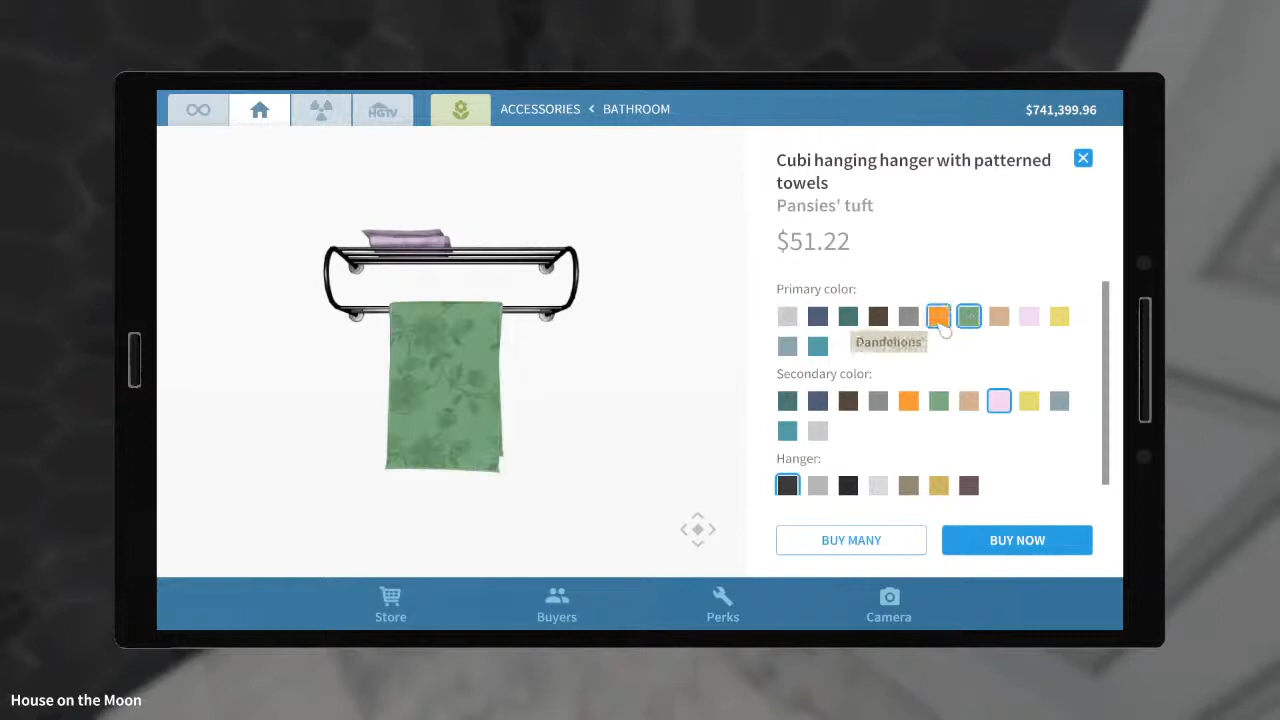 HGTV
ACCESSORIES < BATHROOM
$741,399.96
Cubi hanging hanger with patterned
towels
Pansies' tuft
$51.22
Primary color:
Dandelions'
Secondary color:
Hanger:
BUY MANY
BUY NOW
Store
Buyers
Perks
Camera
House on the Moon